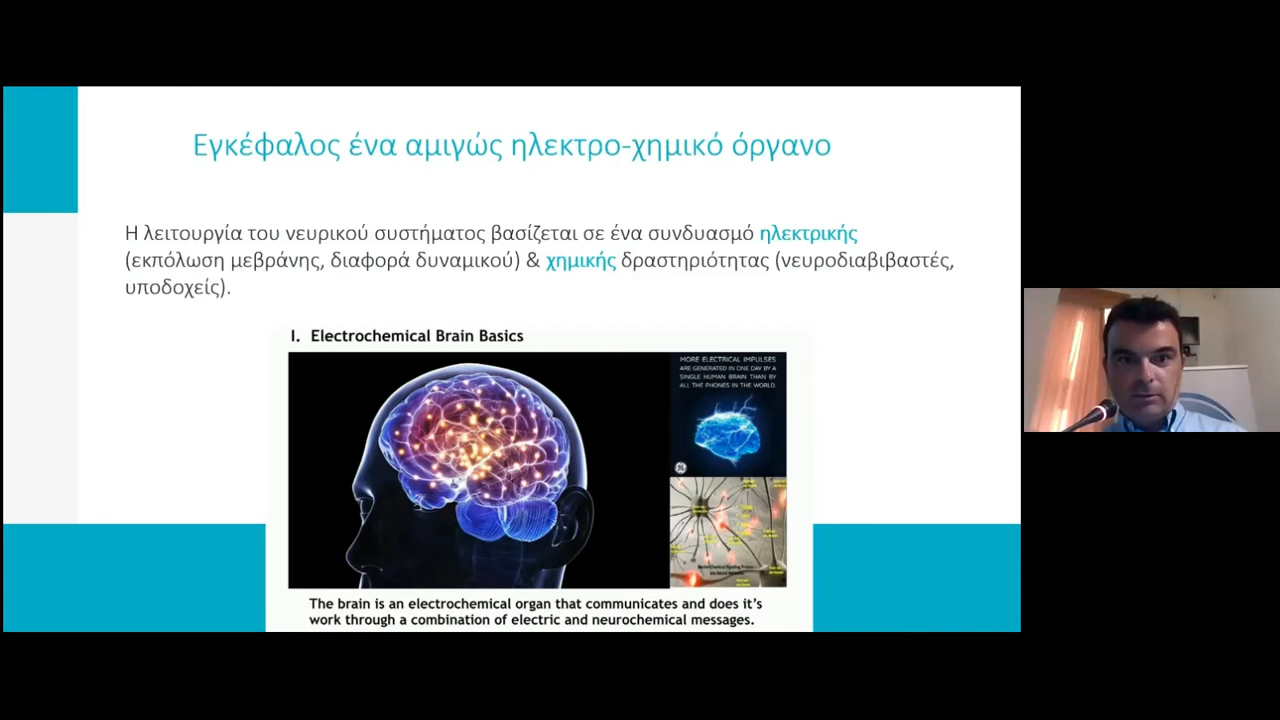 Εγκέφαλος ένα αμιγώς ηλεκτρο-χημικό όργανο
Η λειτουργία του νευρικού συστήματος βασίζεται σε ένα συνδυασμό ηλεκτρικής
(εκπόλωση μεβράνης, διαφορά δυναμικού) & χημικής δραστηριότητας (νευροδιαβιβαστές,
υποδοχείς).
I. Electrochemical Brain Basics
MORE ELECTRICAL IMPULSES
ARE GENERATED IN ONE DAY BY A
SINGLE HUMAN BRAIN THAN BY
ALL THE PHONES IN THE WORLD.
The brain is an electrochemical organ that communicates and does it's
work through a combination of electric and neurochemical messages.